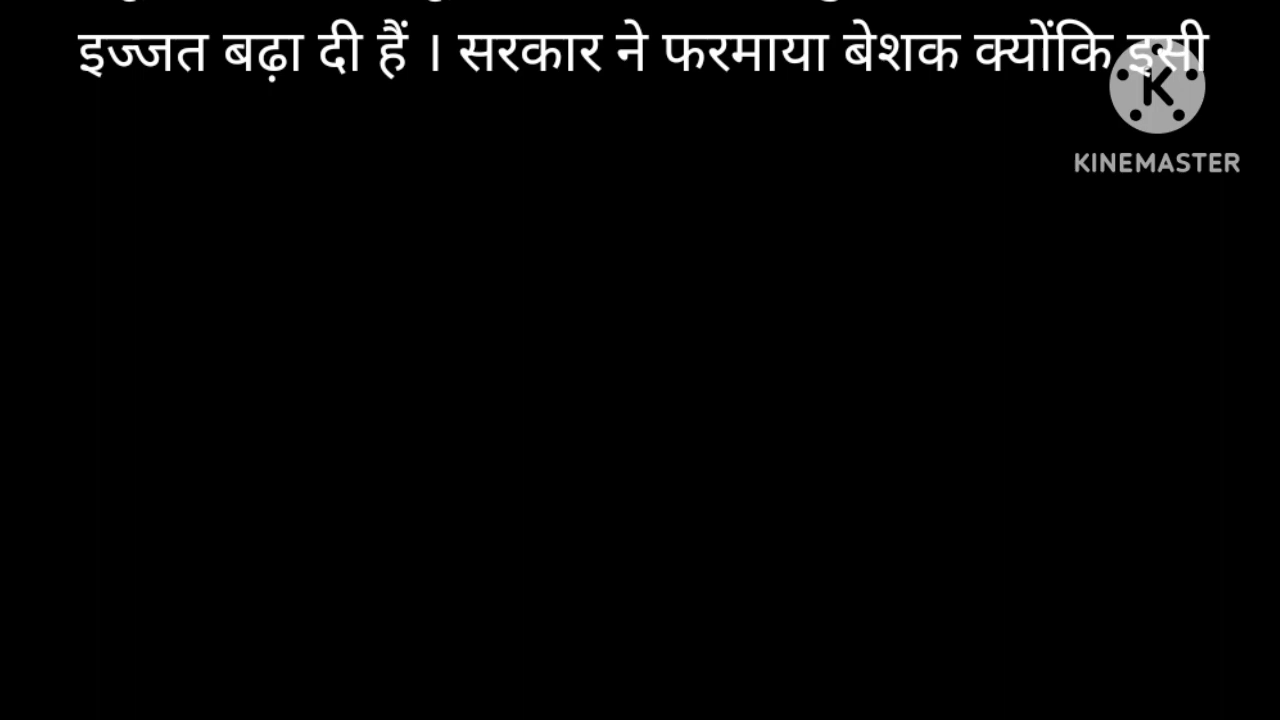 इज्जत बढ़ा दी हैं । सरकार ने फरमाया बेशक क्योंकि इसी
KINEMASTER